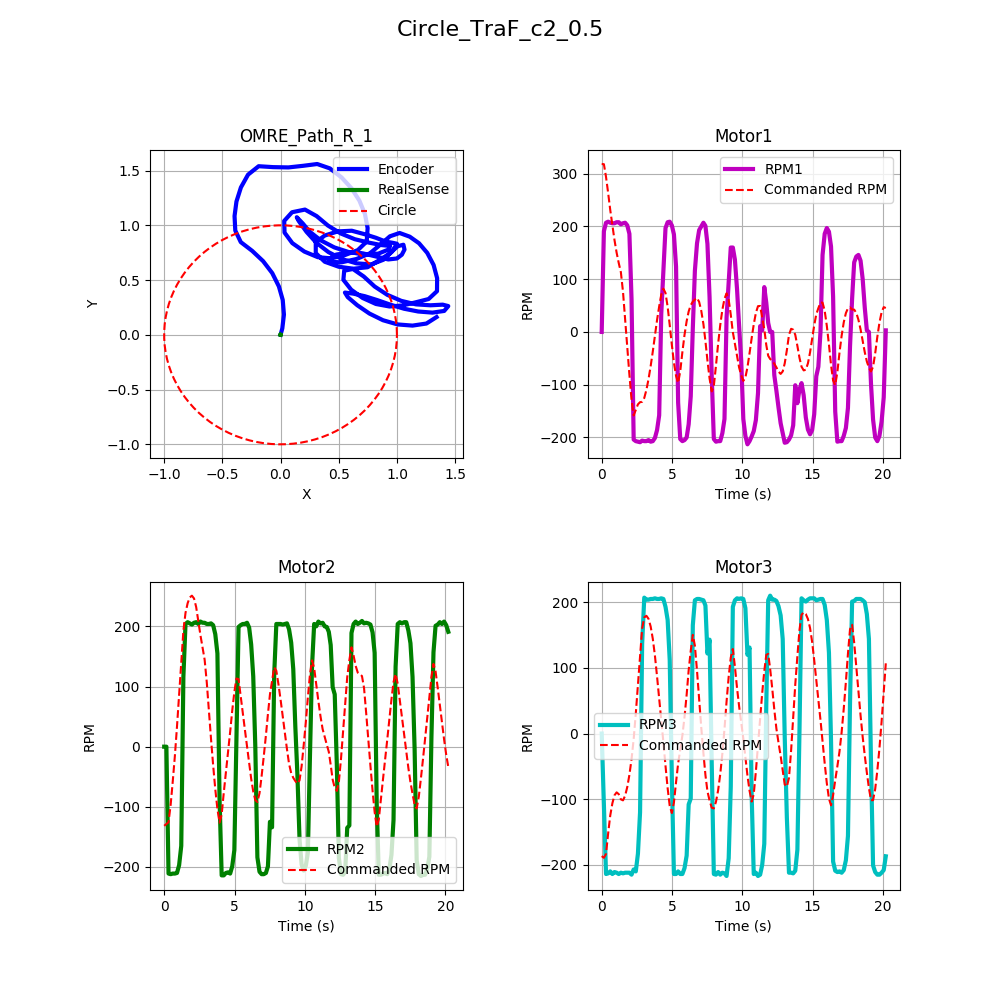 Circle_TraF_c2_0.5
OMRE_Path_R_1
Encoder
RealSense
Circle
Y
1.5
1.0
0.5
0.0
−0.5
−1.0
−1.0 −0.5 0.0 0.5 1.0 1.5
X
Motor1
RPM1
Commanded RPM
RPM
300
200
100
0
−100
−200
0 5 10 15 20
Time (s)
Motor2
RPM
200
100
0
−100
−200
RPM2
Commanded RPM
0 5 10 15 20
Time (s)
Motor3
RPM
200
100
0
−100
−200
RPM3
Commanded RPM
0 5 10 15 20
Time (s)